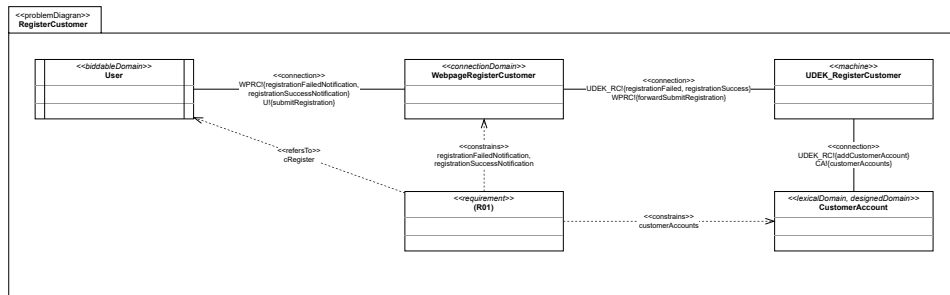 <<problemDiagran>>
RegisterCustomer
<<biddableDomain>>
User
<<connection>>
WPRC!{registrationFailedNotification,
registrationSuccessNotification}
U!{submitRegistration}
<<connectionDomain>>
WebpageRegisterCustomer
<<connection>>
UDEK_RC!{registrationFailed, registrationSuccess}
WPRC!{forwardSubmitRegistration}
<<machine>>
UDEK_RegisterCustomer
<<refersTo>>
cRegister
<<constrains>>
registrationFailedNotification,
registrationSuccessNotification
<<connection>>
UDEK_RC!{addCustomerAccount}
CA!{customerAccounts}
<<requirement>>
(R01)
<<constrains>>
customerAccounts
<<lexicalDomain, designedDomain>>
CustomerAccount